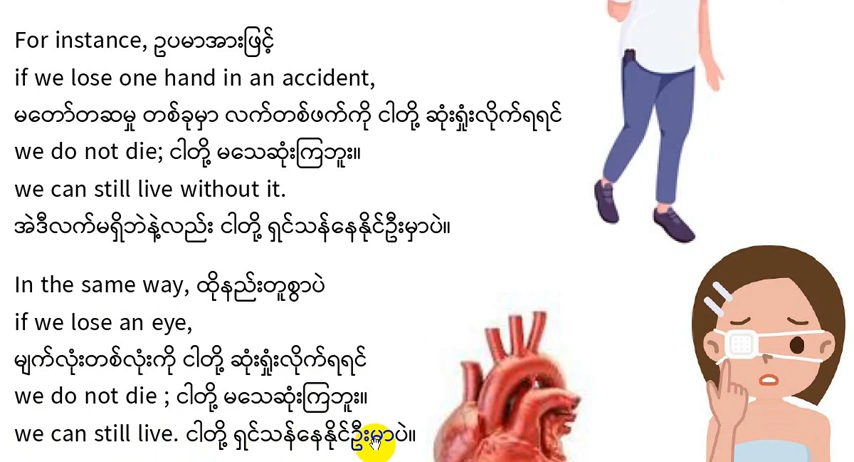 For instance, ဥပမာအားဖြင့်
if we lose one hand in an accident,
မတော်တဆမှု တစ်ခုမှာ လက်တစ်ဖက်ကို ငါတို့ ဆုံးရှုံးလိုက်ရရင်
we do not die; ငါတို့ မသေဆုံးကြဘူး။
we can still live without it.
အဲဒီလက်မရှိဘဲနဲ့လည်း ငါတို့ ရှင်သန်နေနိုင်ဦးမှာပဲ။
In the same way, ထိုနည်းတူစွာပဲ
if we lose an eye,
မျက်လုံးတစ်လုံးကို ငါတို့ ဆုံးရှုံးလိုက်ရရင်
we do not die ; ငါတို့ မသေဆုံးကြဘူး။
we can still live. ငါတို့ ရှင်သန်နေနိုင်ဦးမှာပဲ။